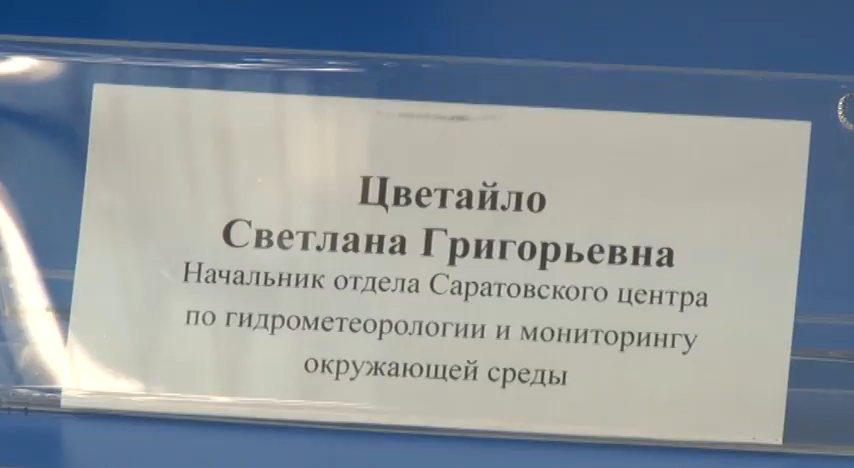 Цветайло
Светлана Григорьевна
Начальник отдела Саратовского центра
по гидрометеорологии и мониторингу
окружающей среды